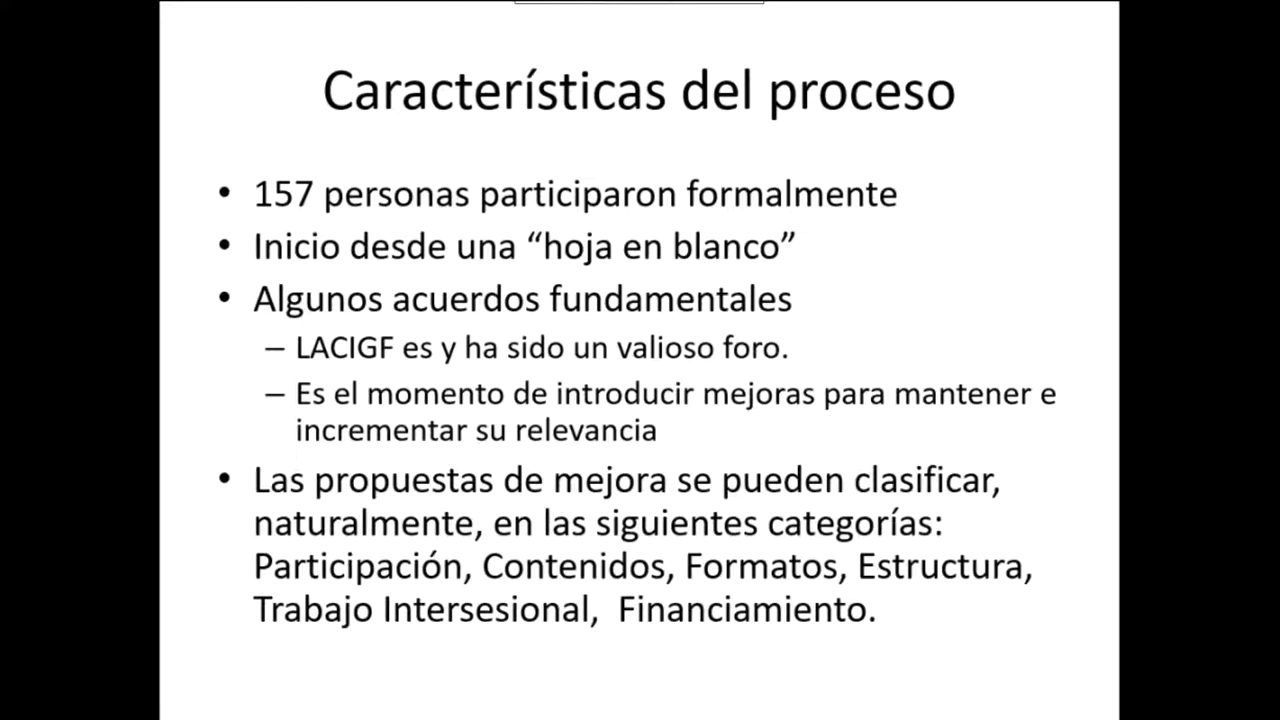 Características del proceso
• 157 personas participaron formalmente
• Inicio desde una “hoja en blanco”
• Algunos acuerdos fundamentales
– LACIGF es y ha sido un valioso foro.
– Es el momento de introducir mejoras para mantener e
incrementar su relevancia
• Las propuestas de mejora se pueden clasificar,
naturalmente, en las siguientes categorías:
Participación, Contenidos, Formatos, Estructura,
Trabajo Intersesional,  Financiamiento.